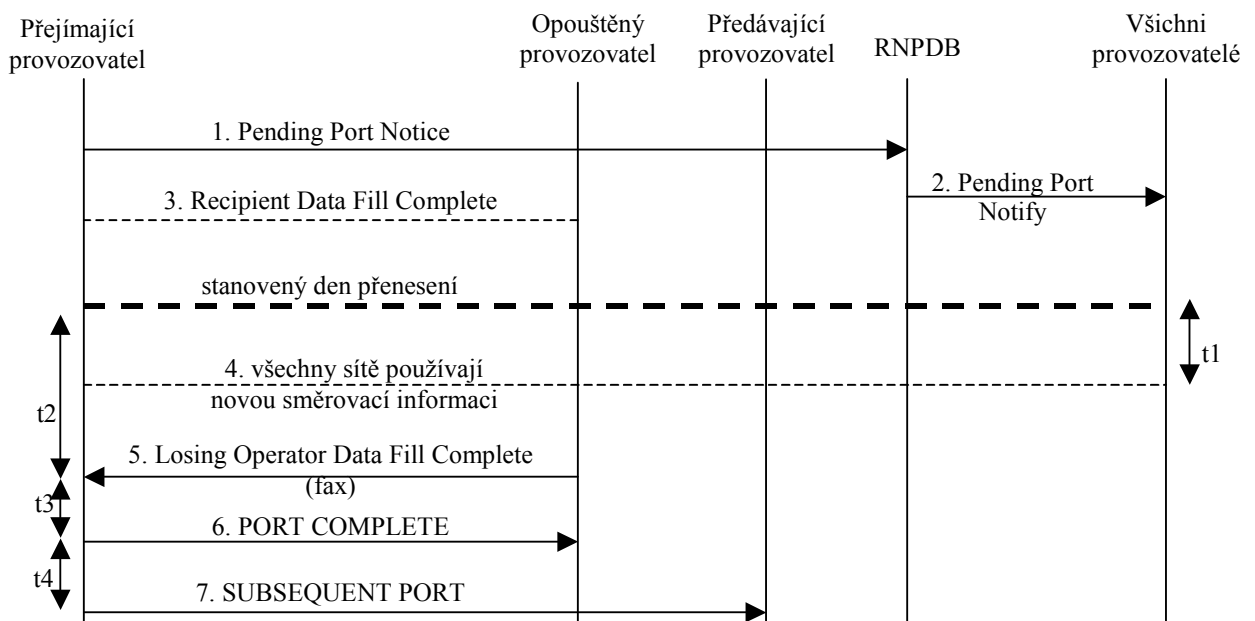 Přejímající
provozovatel
Opouštěný
provozovatel
Předávající
provozovatel
RNPDB
Všichni
provozovatelé
1. Pending Port Notice
2. Pending Port
Notify
3. Recipient Data Fill Complete
stanovený den přenesení
t1
4. všechny sítě používají
novou směrovací informaci
t2
5. Losing Operator Data Fill Complete
(fax)
t3
6. PORT COMPLETE
t4
7. SUBSEQUENT PORT